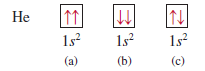 He ↑↑ ↓↓ ↑↓
1s² 1s² 1s²
(a) (b) (c)